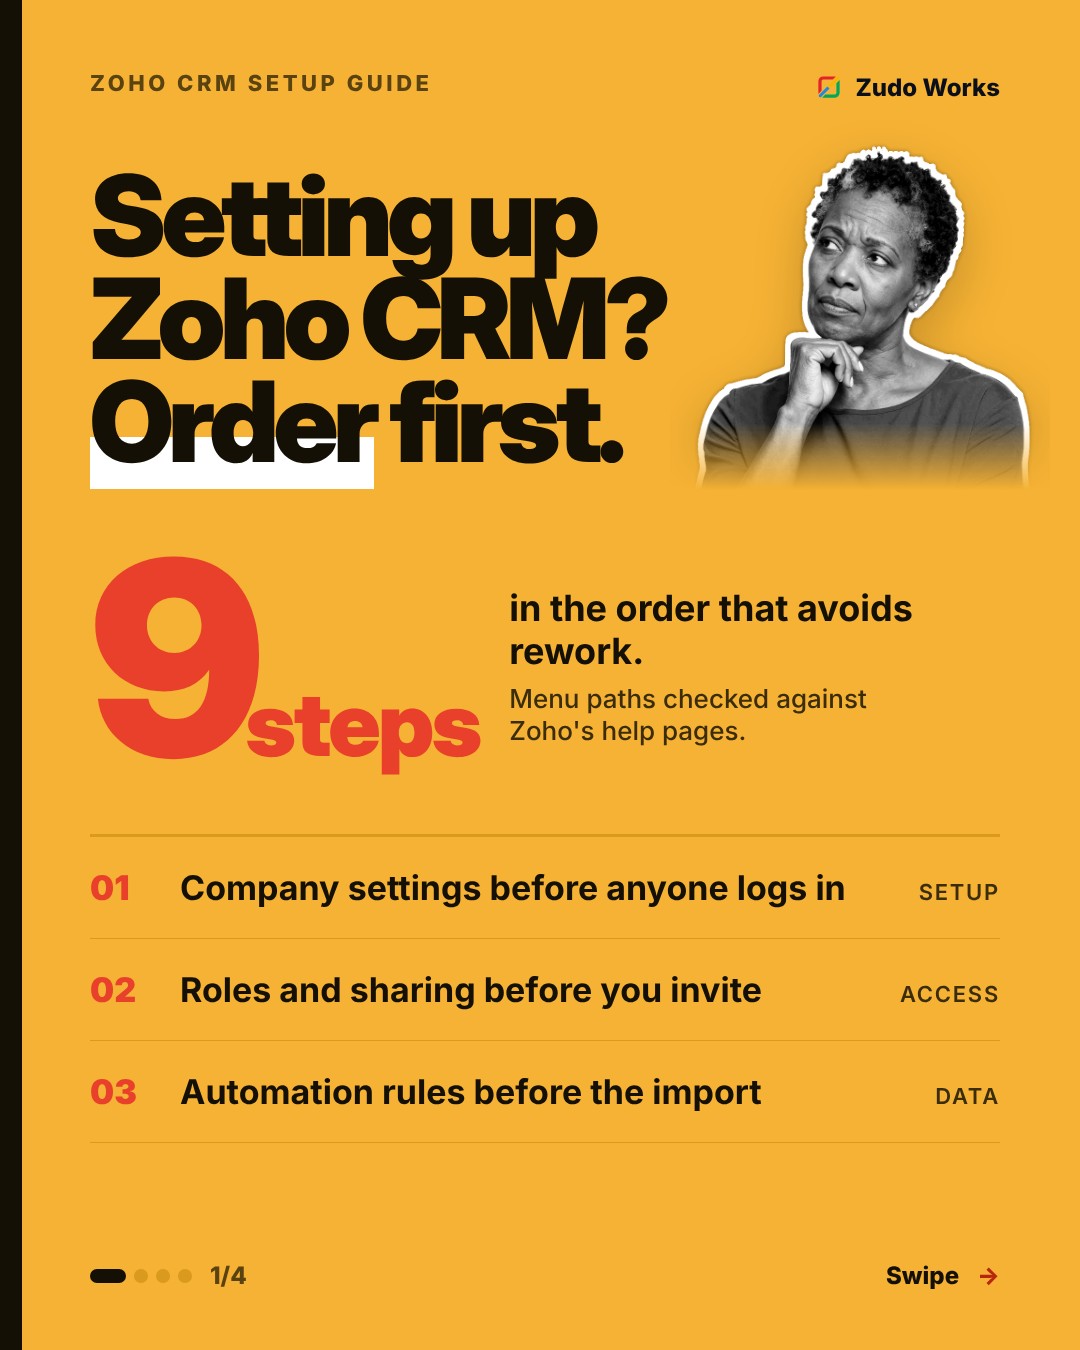 ZOHO CRM SETUP GUIDE
Zudo Works
Setting up
Zoho CRM?
Order first.
9 steps
in the order that avoids
rework.
Menu paths checked against
Zoho's help pages.
01 Company settings before anyone logs in SETUP
02 Roles and sharing before you invite ACCESS
03 Automation rules before the import DATA
1/4
Swipe →